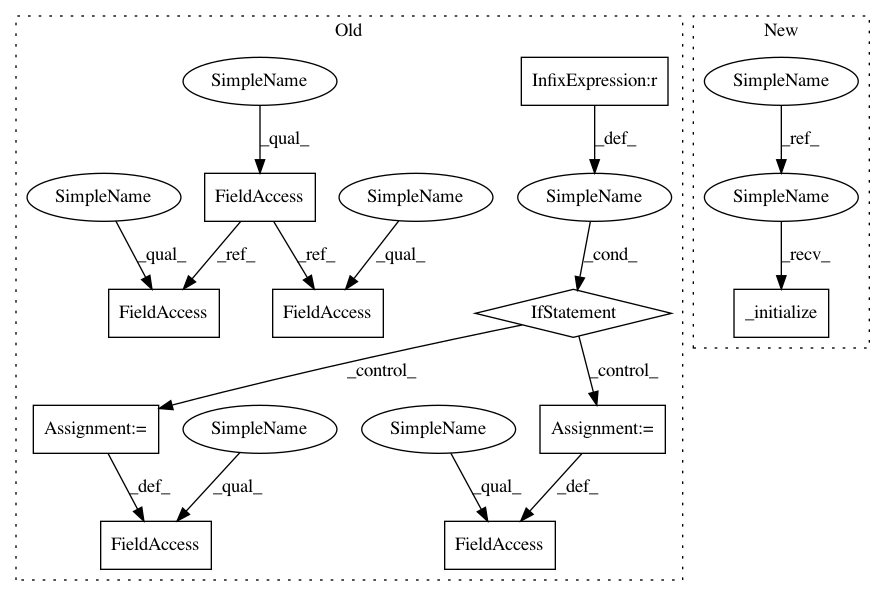 Old
New
SimpleName
InfixExpression:r
SimpleName
_qual_
_def_
_ref_
SimpleName
FieldAccess
SimpleName
SimpleName
SimpleName
_qual_
_ref_
_ref_
_qual_
_cond_
_recv_
FieldAccess
FieldAccess
IfStatement
_initialize
_control_
_control_
Assignment:=
SimpleName
SimpleName
Assignment:=
_def_
_qual_
_qual_
_def_
FieldAccess
FieldAccess